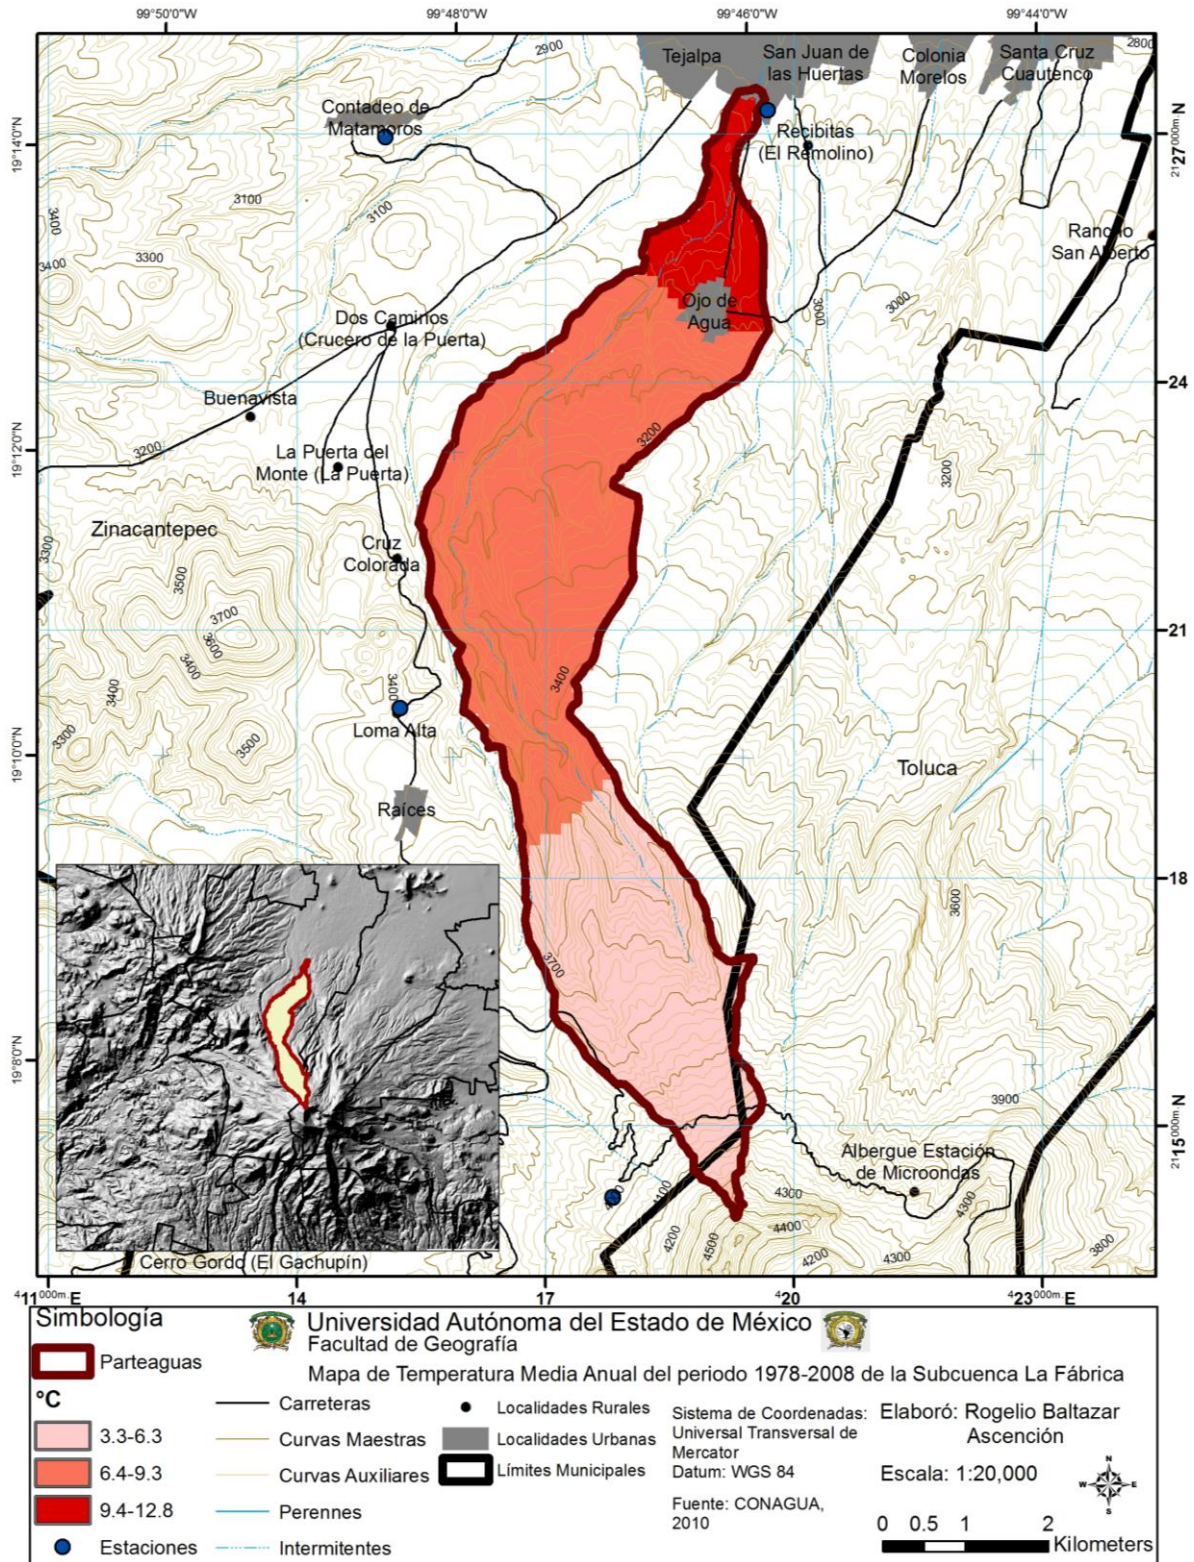 99°50'0"W
99°48'0"W
99°46'0"W
99°44'0"W
2900
Tejalpa
San Juan de
las Huertas
Colonia
Morelos
Santa Cruz
Cuautenco
2800
Contadeo de
Matamoros
Recibitas
(El Remolino)
19°14'0"N
2127000m. N
3100
3100
3400
3300
3400
Rancho
San Alberto
3000
3000
Ojo de
Agua
Dos Caminos
(Crucero de la Puerta)
24
Buenavista
3200
3200
19°12'0"N
La Puerta del
Monte (La Puerta)
3200
Zinacantepec
3300
Cruz
Colorada
3500
3700
3600
3400
21
3400
3400
3400
3300
3500
Loma Alta
19°10'0"N
Toluca
Raíces
18
3600
3700
19°8'0"N
3900
2115000m. N
Albergue Estación
de Microondas
4300
4300
4400
4200
4500
4200
4300
3800
Cerro Gordo (El Gachupín)
411000m. E
14
17
420
423000m. E
Simbología
Universidad Autónoma del Estado de México
Facultad de Geografía
Parteaguas
Mapa de Temperatura Media Anual del periodo 1978-2008 de la Subcuenca La Fábrica
°C
3.3-6.3
6.4-9.3
9.4-12.8
Estaciones
Carreteras
Curvas Maestras
Curvas Auxiliares
Perennes
Intermitentes
Localidades Rurales
Localidades Urbanas
Límites Municipales
Sistema de Coordenadas:
Universal Transversal de
Mercator
Datum: WGS 84
Fuente: CONAGUA,
2010
Elaboró: Rogelio Baltazar
Ascención
Escala: 1:20,000
N
W
E
S
0 0.5 1 2
Kilometers